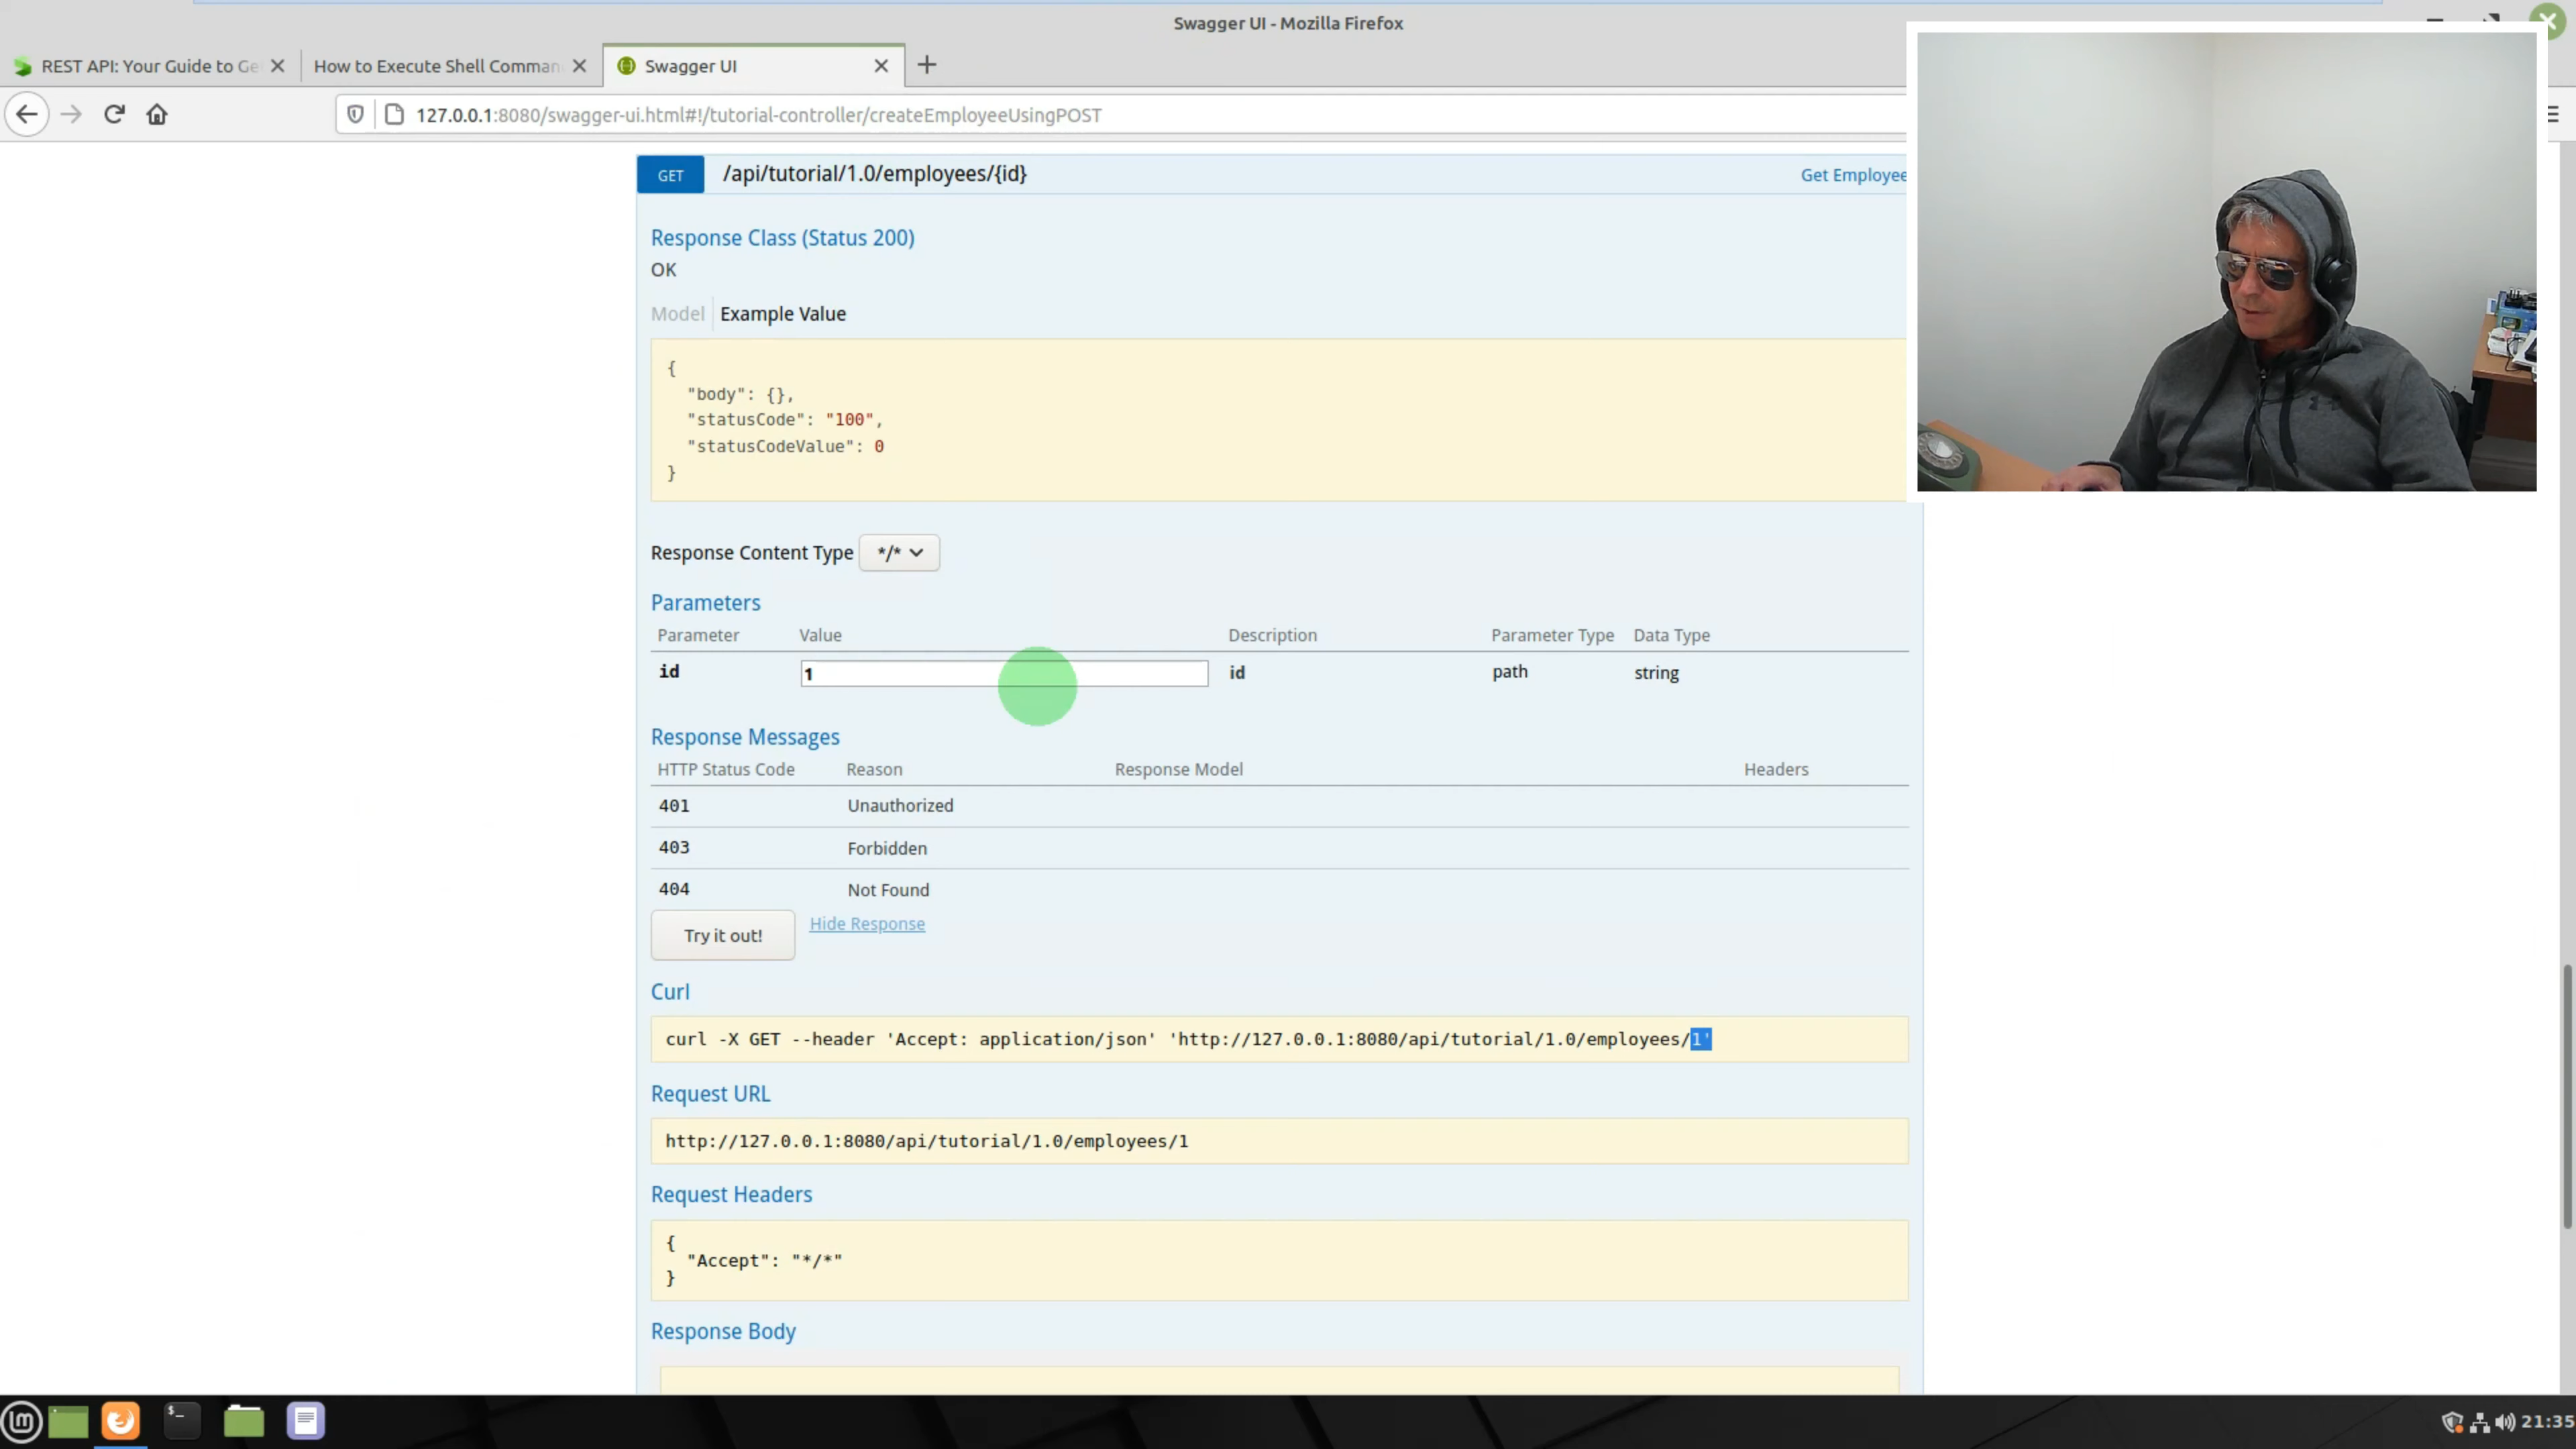 Swagger UI - Mozilla Firefox
REST API: Your Guide to Ge
How to Execute Shell Comman
Swagger UI
127.0.0.1:8080/swagger-ui.html#!/tutorial-controller/createEmployeeUsingPOST
GET /api/tutorial/1.0/employees/{id} Get Employee
Response Class (Status 200)
OK
Model Example Value
{
"body": {},
"statusCode": "100",
"statusCodeValue": 0
}
Response Content Type */*
Parameters
Parameter Value Description Parameter Type Data Type
id 1 id path string
Response Messages
HTTP Status Code Reason Response Model Headers
401 Unauthorized
403 Forbidden
404 Not Found
Try it out! Hide Response
Curl
curl -X GET --header 'Accept: application/json' 'http://127.0.0.1:8080/api/tutorial/1.0/employees/1'
Request URL
http://127.0.0.1:8080/api/tutorial/1.0/employees/1
Request Headers
{
"Accept": "*/*"
}
Response Body
21:35